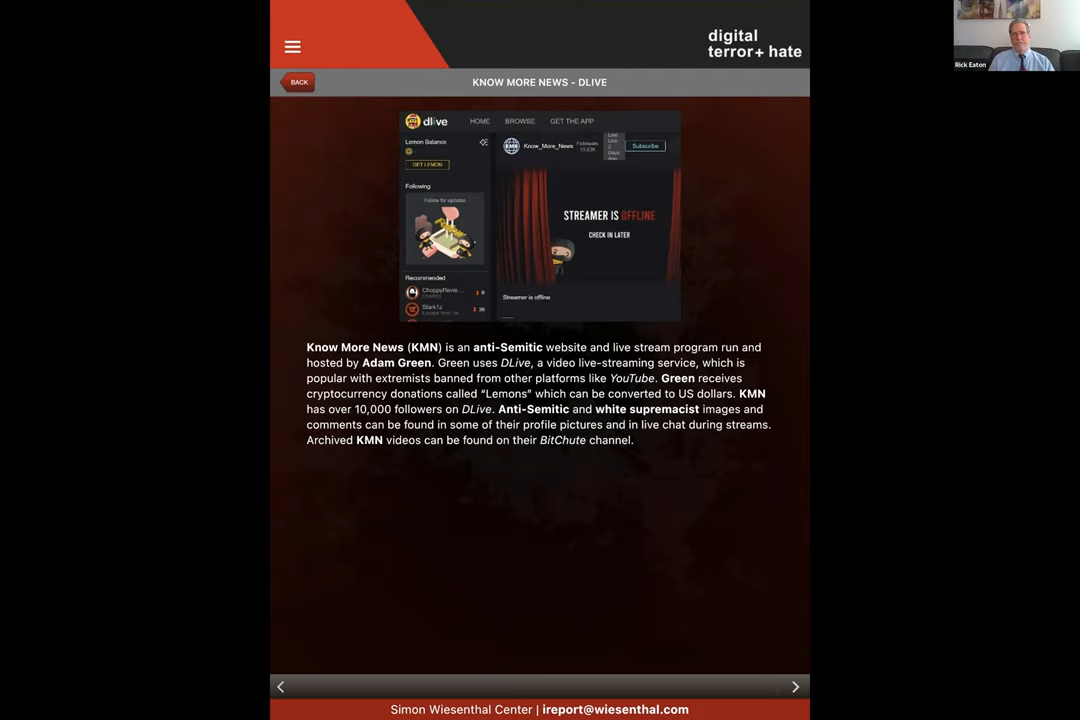 digital
terror+ hate
Rick Eaton
BACK
KNOW MORE NEWS - DLIVE
dlive
HOME
BROWSE
GET THE APP
Lemon Balance
GET LEMON
Following
Follow for updates
Recommended
ChoppyRevie...
Know_More_News
Followers
Subscribe
STREAMER IS OFFLINE
CHECK IN LATER
Streamer is offline
Know More News (KMN) is an anti-Semitic website and live stream program run and
hosted by Adam Green. Green uses DLive, a video live-streaming service, which is
popular with extremists banned from other platforms like YouTube. Green receives
cryptocurrency donations called “Lemons” which can be converted to US dollars. KMN
has over 10,000 followers on DLive. Anti-Semitic and white supremacist images and
comments can be found in some of their profile pictures and in live chat during streams.
Archived KMN videos can be found on their BitChute channel.
Simon Wiesenthal Center | ireport@wiesenthal.com